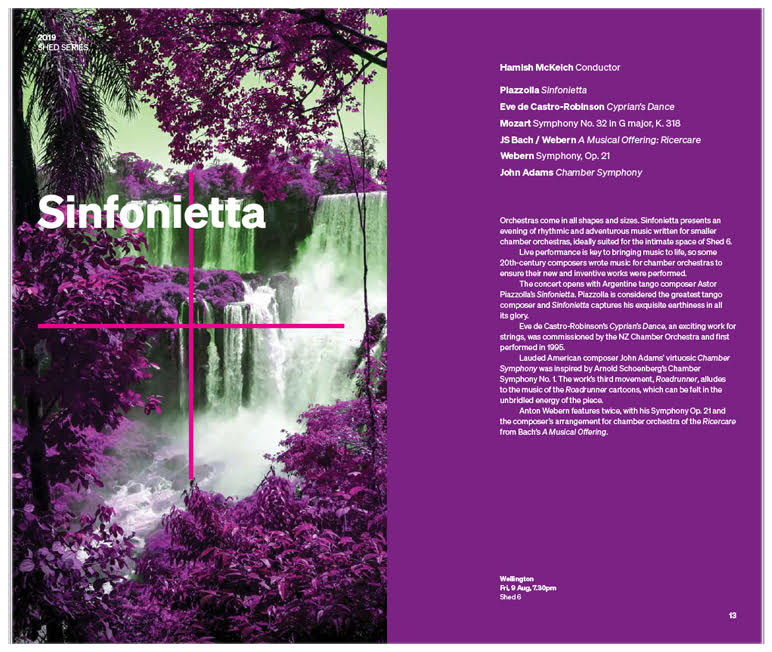 2019
SHED SERIES
Sinfonietta
Hamish McKeich Conductor
Piazzolla Sinfonietta
Eve de Castro-Robinson Cyprian's Dance
Mozart Symphony No. 32 in G major, K. 318
JS Bach / Webern A Musical Offering: Ricercare
Webern Symphony, Op. 21
John Adams Chamber Symphony
Orchestras come in all shapes and sizes. Sinfonietta presents an
evening of rhythmic and adventurous music written for smaller
chamber orchestras, ideally suited for the intimate space of Shed 6.
Live performance is key to bringing music to life, so some
20th-century composers wrote music for chamber orchestras to
ensure their new and inventive works were performed.
The concert opens with Argentine tango composer Astor
Piazzolla's Sinfonietta. Piazzolla is considered the greatest tango
composer and Sinfonietta captures his exquisite earthiness in all
its glory.
Eve de Castro-Robinson's Cyprian's Dance, an exciting work for
strings, was commissioned by the NZ Chamber Orchestra and first
performed in 1995.
Lauded American composer John Adams' virtuosic Chamber
Symphony was inspired by Arnold Schoenberg's Chamber
Symphony No. 1. The work's third movement, Roadrunner, alludes
to the music of the Roadrunner cartoons, which can be felt in the
unbridled energy of the piece.
Anton Webern features twice, with his Symphony Op. 21 and
the composer's arrangement for chamber orchestra of the Ricercare
from Bach's A Musical Offering.
Wellington
Fri, 9 Aug, 7.30pm
Shed 6
13